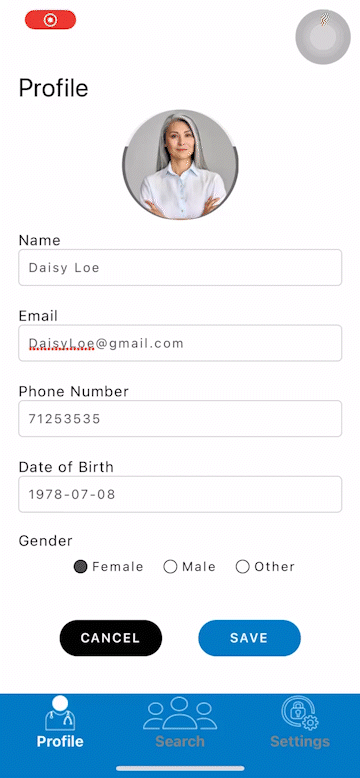 Profile
Name
Daisy Loe
Email
DaisyLoe@gmail.com
Phone Number
71253535
Date of Birth
1978-07-08
Gender
Female Male Other
CANCEL SAVE
Profile Search Settings